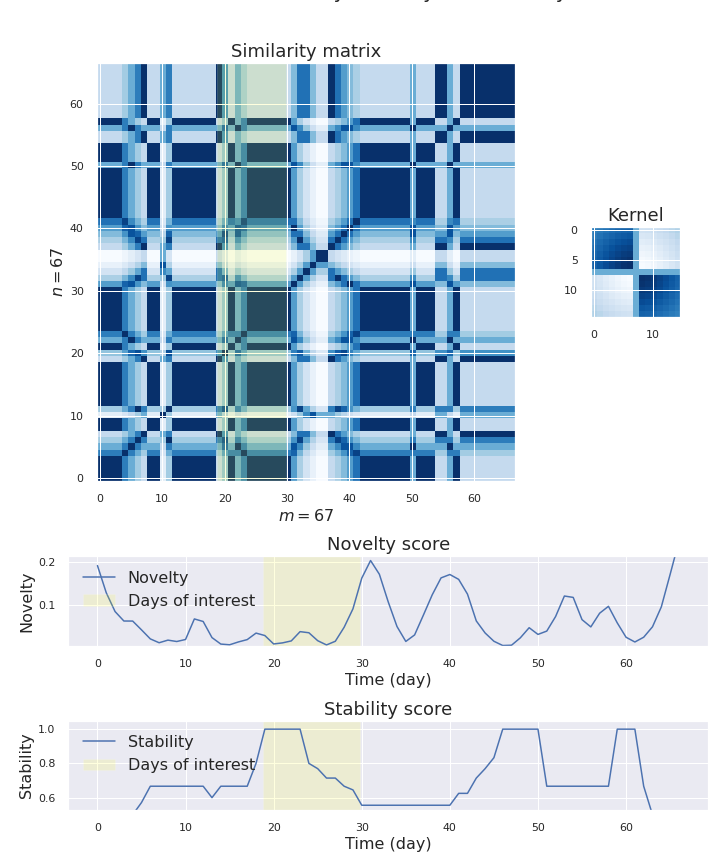 Similarity matrix
60
50
40
30
20
10
0
n = 67
0 10 20 30 40 50 60
m = 67
Kernel
0
5
10
0 10
Novelty score
0.2
0.1
Novelty
Novelty
Days of interest
0 10 20 30 40 50 60
Time (day)
Stability score
1.0
0.8
0.6
Stability
Stability
Days of interest
0 10 20 30 40 50 60
Time (day)